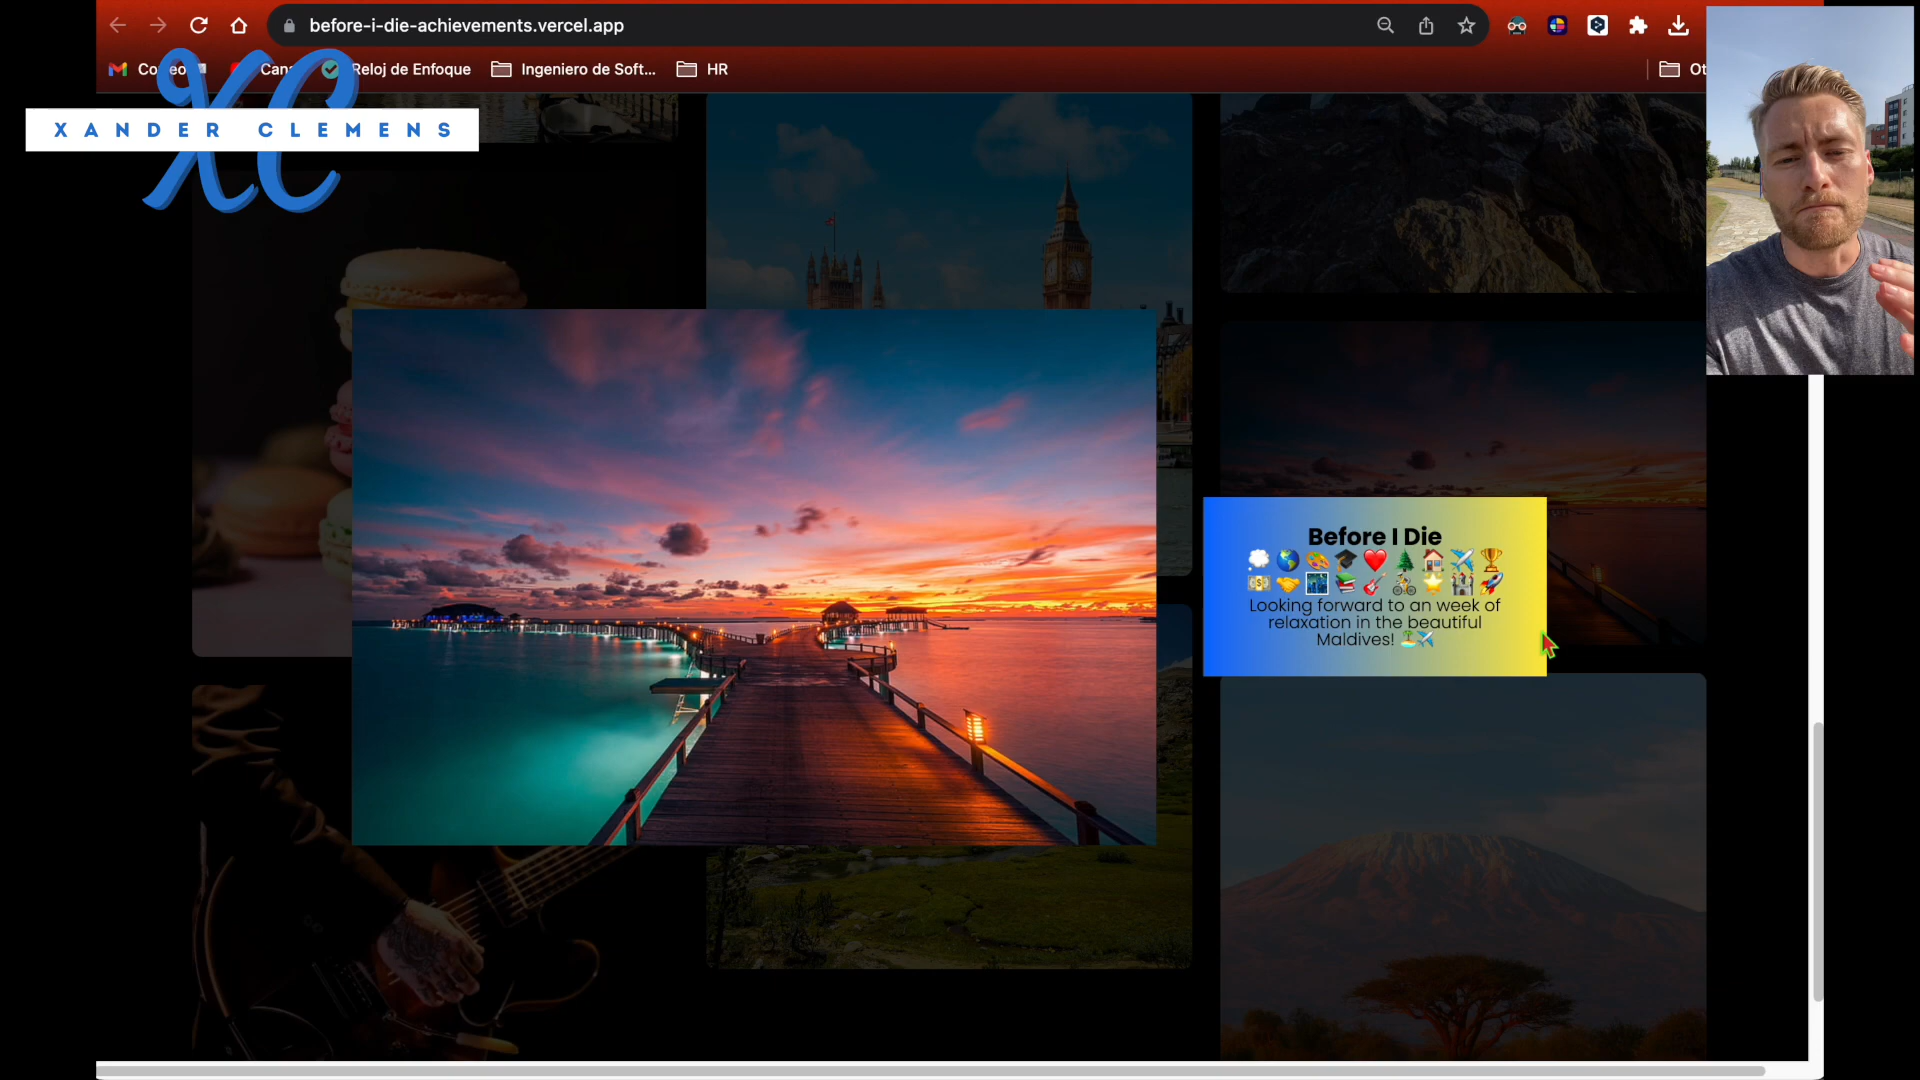 before-i-die-achievements.vercel.app
Reloj de Enfoque
Ingeniero de Soft...
HR
XC
XANDER CLEMENS
Before I Die
💭🌎🎨🎓❤️🌲🏠✈️🏆
💵🤝🌃📚🎸🚴🌟🏰🚀
Looking forward to an week of
relaxation in the beautiful
Maldives! 🏝️✈️